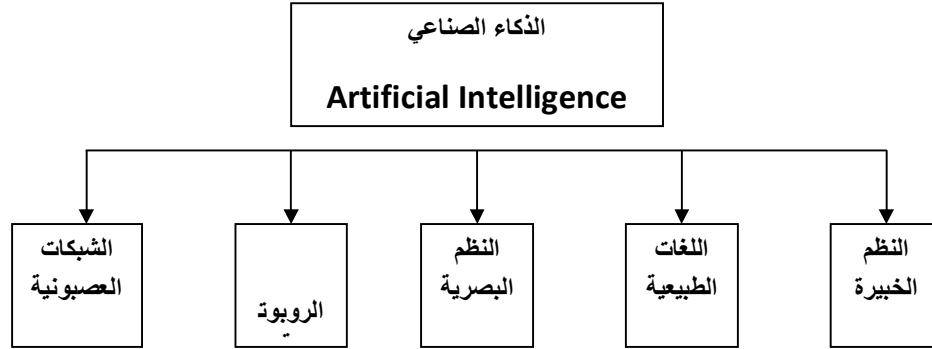 الذكاء الصناعي
Artificial Intelligence
النظم
الخبيرة
اللغات
الطبيعية
النظم
البصرية
الروبوت
الشبكات
العصبونية